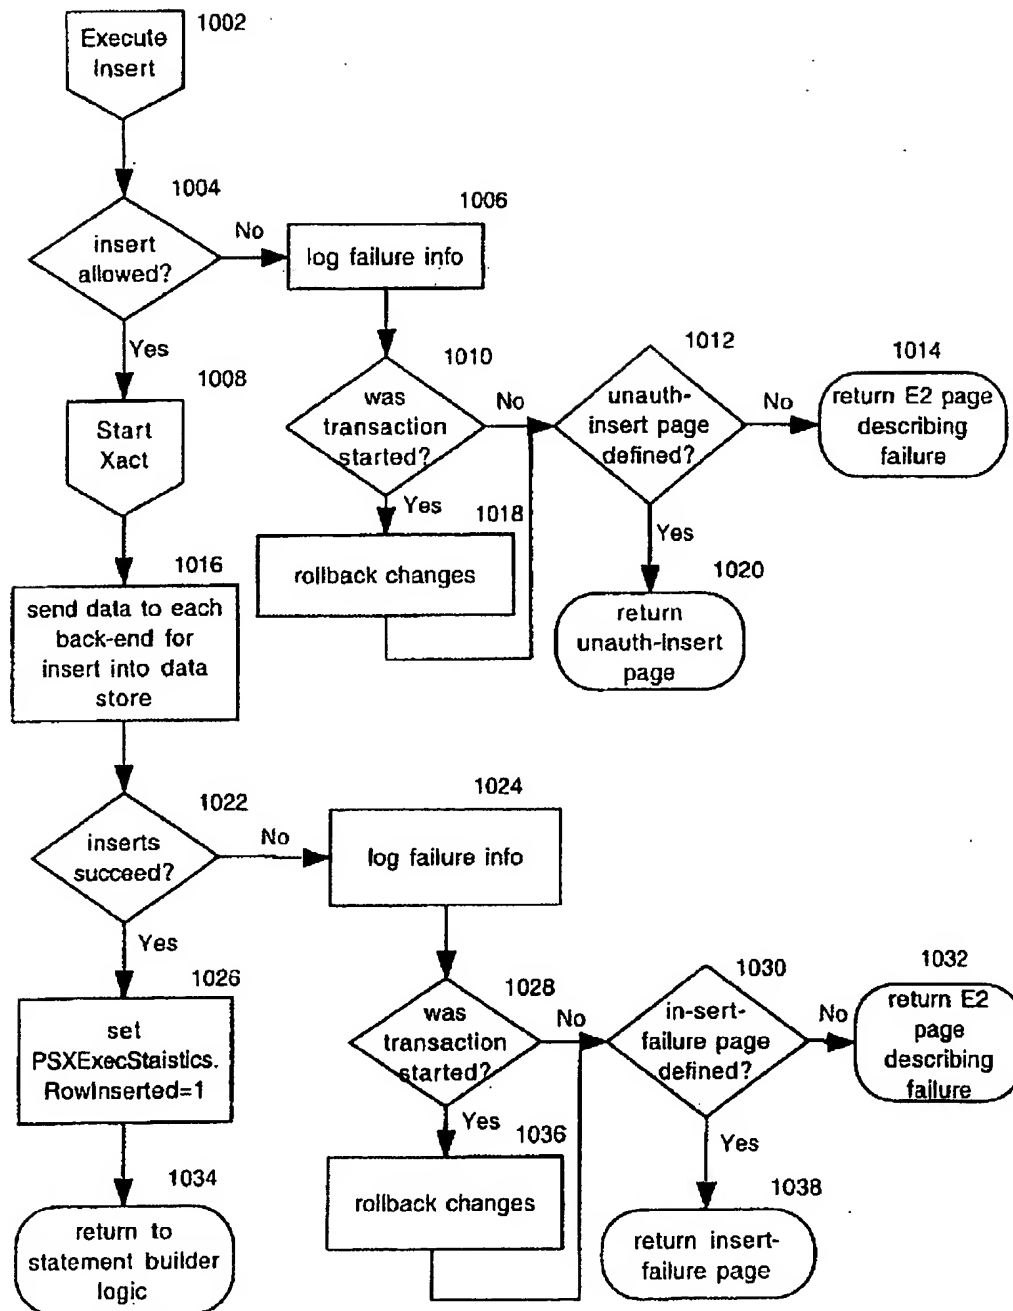 Execute
Insert
1002
1004
insert
allowed?
No
1006
log failure info
Yes
1008
Start
Xact
1010
was
transaction
started?
No
1012
unauth-
insert page
defined?
No
1014
return E2 page
describing
failure
Yes
1018
rollback changes
Yes
1020
return
unauth-insert
page
1016
send data to each
back-end for
insert into data
store
1022
inserts
succeed?
No
1024
log failure info
Yes
1026
set
PSXExecStaistics.
RowInserted=1
1028
was
transaction
started?
No
1030
in-sert-
failure page
defined?
No
1032
return E2
page
describing
failure
Yes
1036
rollback changes
Yes
1038
return insert-
failure page
1034
return to
statement builder
logic